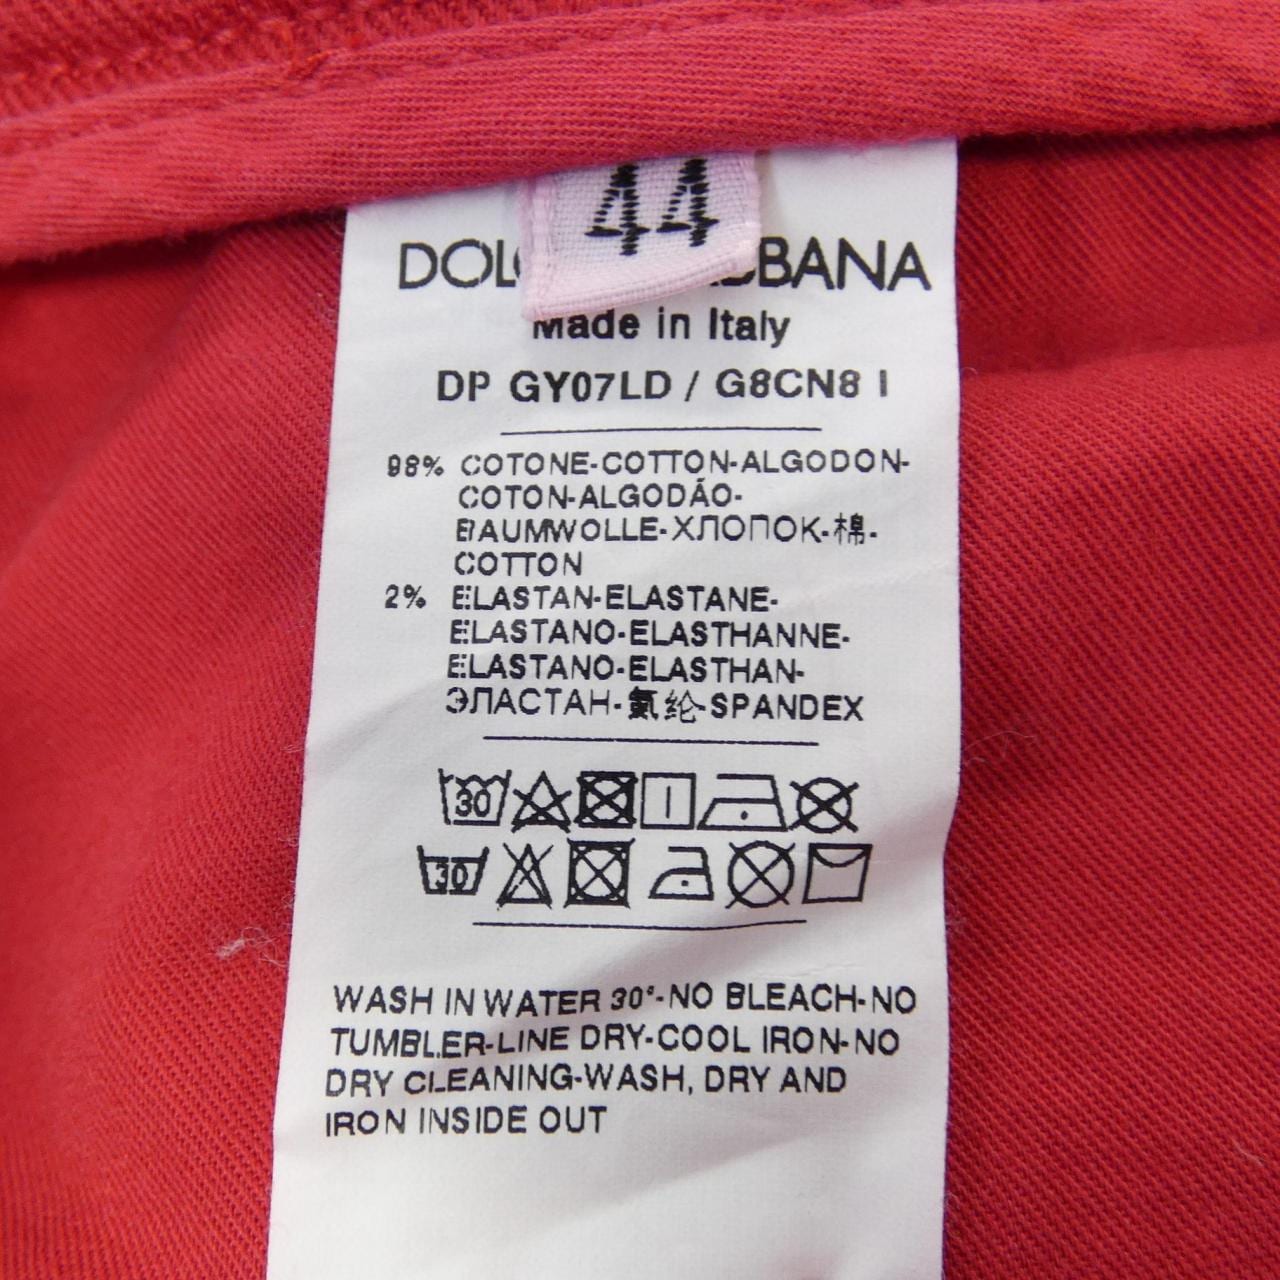 44
Made in Italy
DP GY07LD / G8CN8 I
98% COTONE-COTTON-ALGODON-
COTON-ALGODÃO-
BAUMWOLLE-ХЛОПОК-棉-
COTTON
2% ELASTAN-ELASTANE-
ELASTANO-ELASTHANNE-
ELASTANO-ELASTHAN-
ЭЛАСТАН-氨纶-SPANDEX
30
30
WASH IN WATER 30°-NO BLEACH-NO
TUMBLER-LINE DRY-COOL IRON-NO
DRY CLEANING-WASH, DRY AND
IRON INSIDE OUT